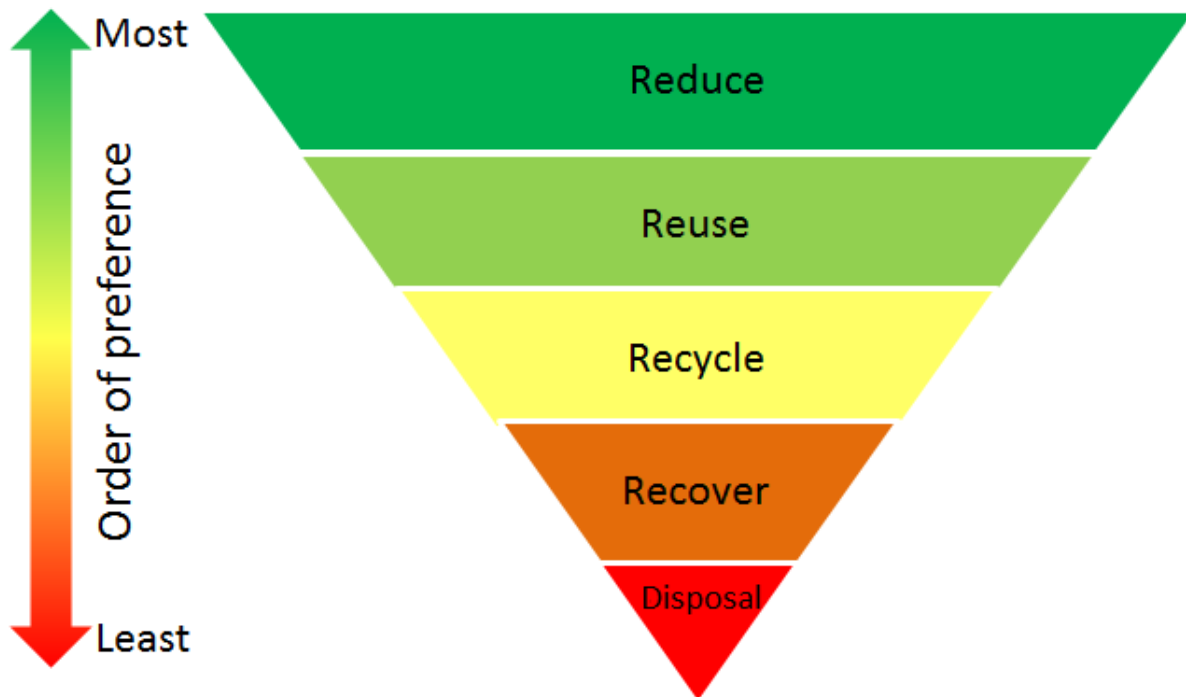 Most
Order of preference
Least
Reduce
Reuse
Recycle
Recover
Disposal